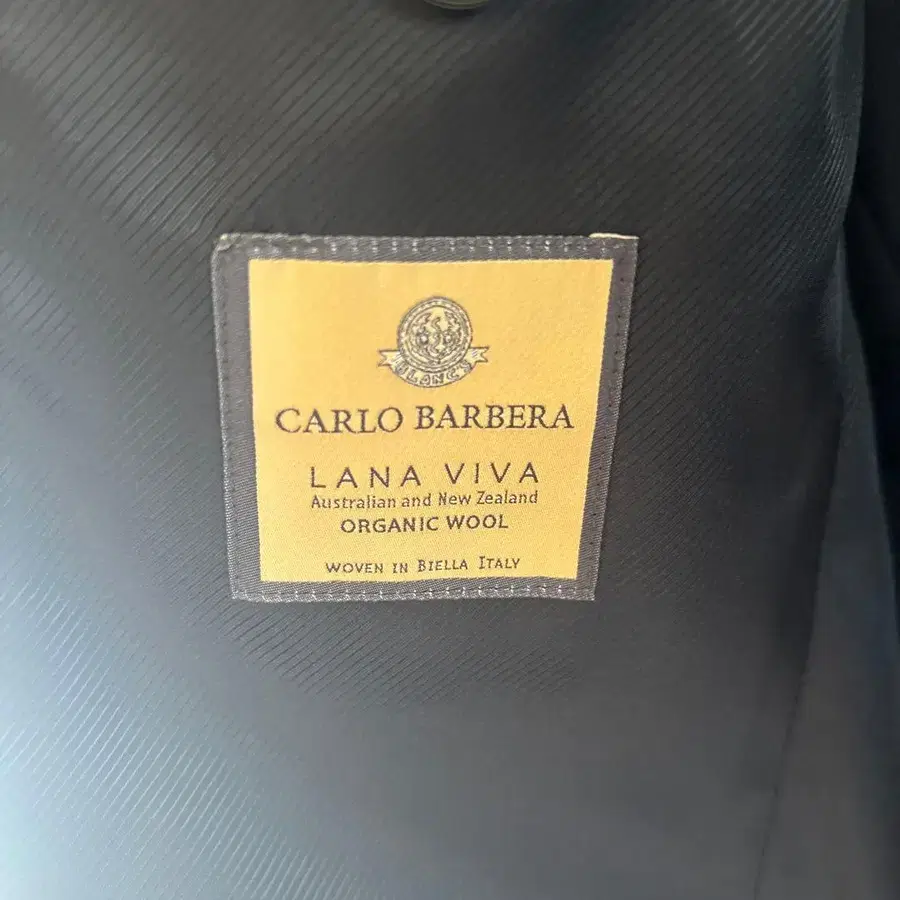 CARLO BARBERA
LANA VIVA
Australian and New Zealand
ORGANIC WOOL
WOVEN IN BIELLA ITALY